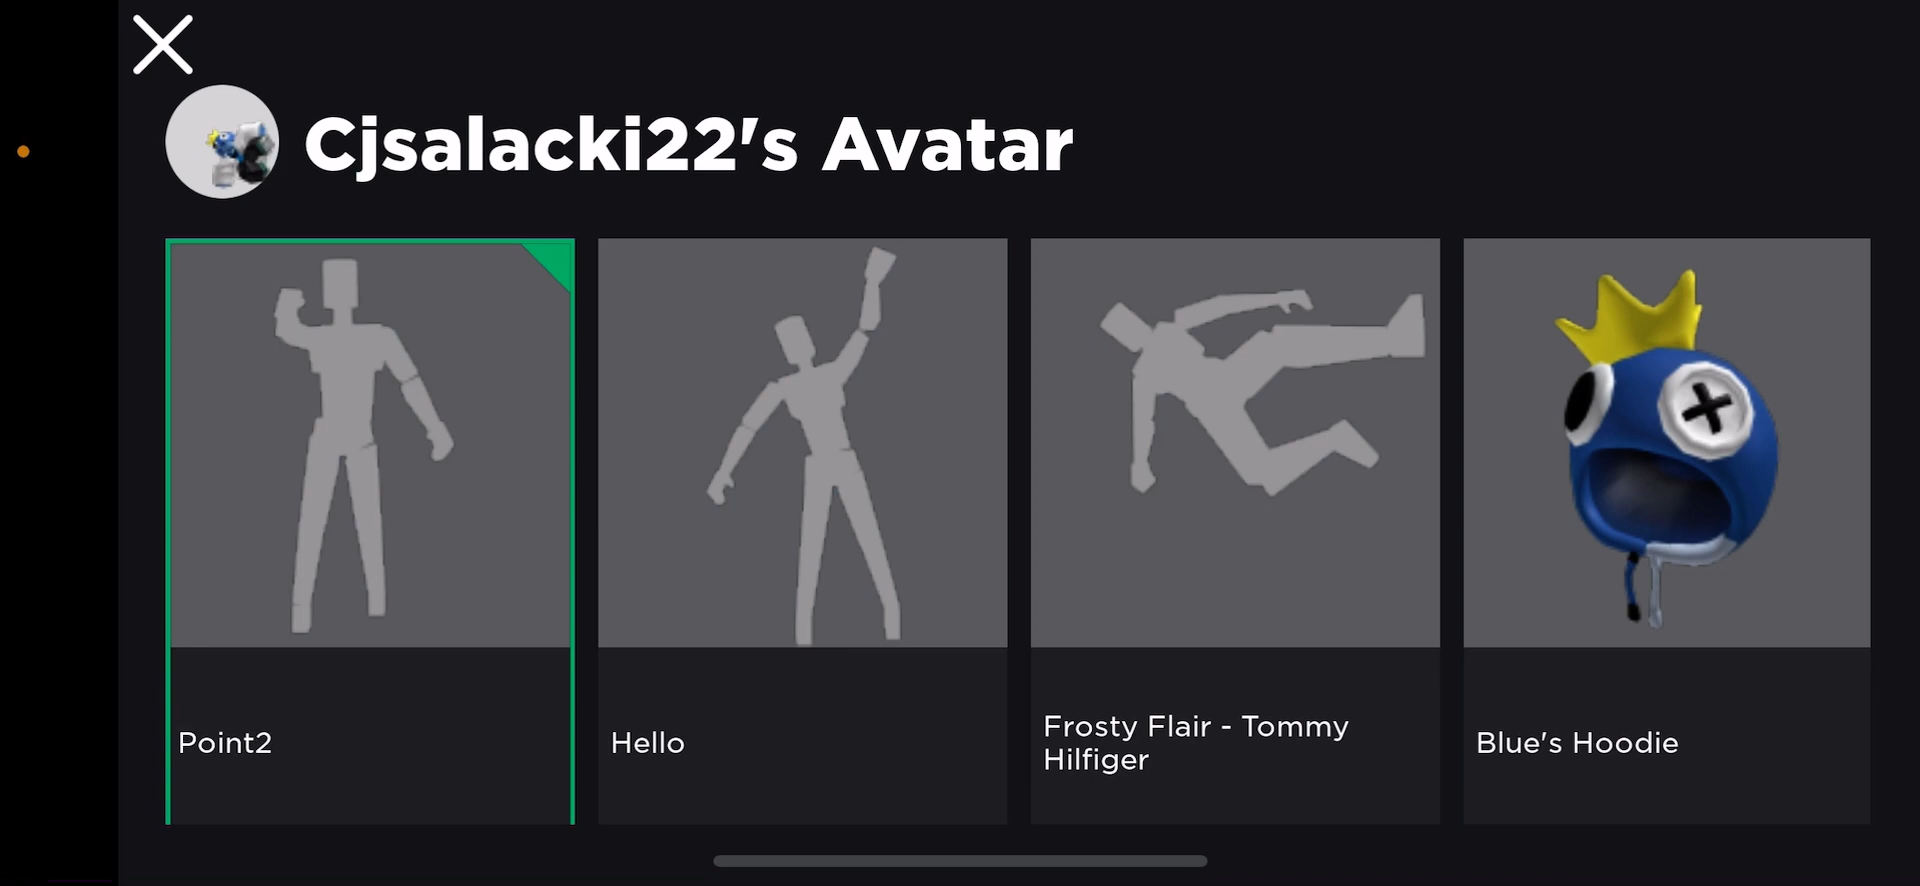 Cjsalacki22's Avatar
Point2
Hello
Frosty Flair - Tommy
Hilfiger
Blue's Hoodie